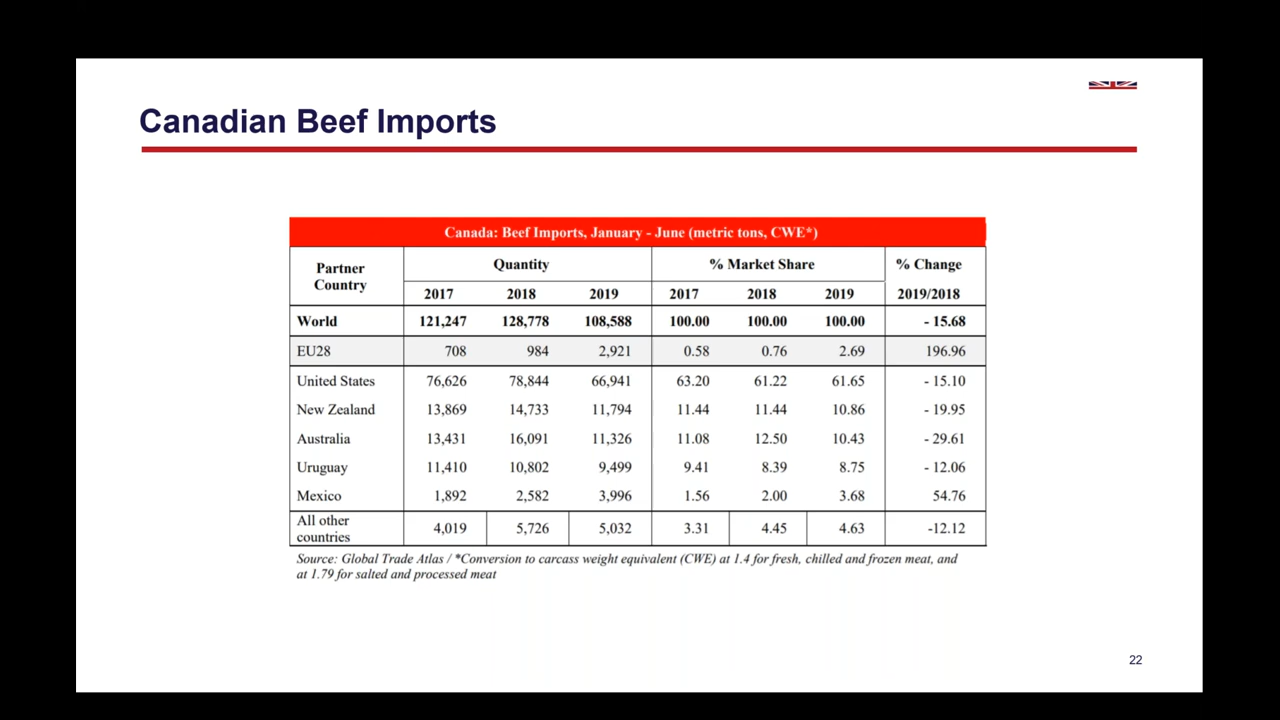 Canadian Beef Imports
Canada: Beef Imports, January - June (metric tons, CWE*)
Partner Country Quantity % Market Share % Change
2017 2018 2019 2017 2018 2019 2019/2018
World 121,247 128,778 108,588 100.00 100.00 100.00 - 15.68
EU28 708 984 2,921 0.58 0.76 2.69 196.96
United States 76,626 78,844 66,941 63.20 61.22 61.65 - 15.10
New Zealand 13,869 14,733 11,794 11.44 11.44 10.86 - 19.95
Australia 13,431 16,091 11,326 11.08 12.50 10.43 - 29.61
Uruguay 11,410 10,802 9,499 9.41 8.39 8.75 - 12.06
Mexico 1,892 2,582 3,996 1.56 2.00 3.68 54.76
All other countries 4,019 5,726 5,032 3.31 4.45 4.63 -12.12
Source: Global Trade Atlas / *Conversion to carcass weight equivalent (CWE) at 1.4 for fresh, chilled and frozen meat, and
at 1.79 for salted and processed meat
22